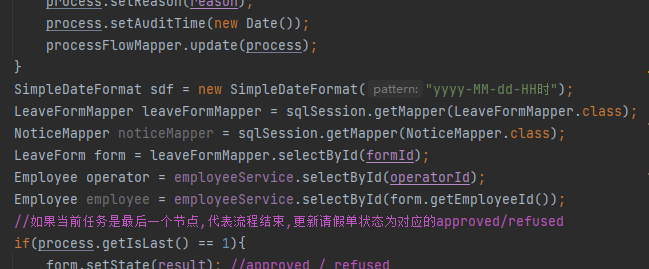 process.setReason(reason);
process.setAuditTime(new Date());
processFlowMapper.update(process);
}
SimpleDateFormat sdf = new SimpleDateFormat( pattern: "yyyy-MM-dd-HH时");
LeaveFormMapper leaveFormMapper = sqlSession.getMapper(LeaveFormMapper.class);
NoticeMapper noticeMapper = sqlSession.getMapper(NoticeMapper.class);
LeaveForm form = leaveFormMapper.selectById(formId);
Employee operator = employeeService.selectById(operatorId);
Employee employee = employeeService.selectById(form.getEmployeeId());
//如果当前任务是最后一个节点,代表流程结束,更新请假单状态为对应的approved/refused
if(process.getIsLast() == 1){
form.setState(result); //approved / refused